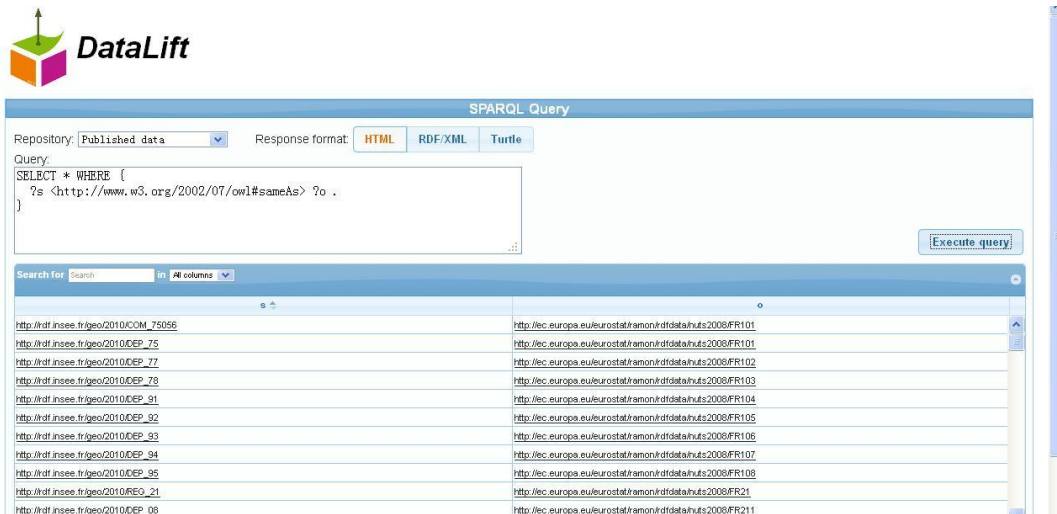 DataLift
SPARQL Query
Repository: Published data Response format: HTML RDF/XML Turtle
Query:
SELECT * WHERE {
?s <http://www.w3.org/2002/07/owl#sameAs> ?o .
}
Execute query
Search for Search in All columns
s o
http://rdf.insee.fr/geo/2010/COM_75056 http://ec.europa.eu/eurostat/ramon/rdfdata/nuts2008/FR101
http://rdf.insee.fr/geo/2010/DEP_75 http://ec.europa.eu/eurostat/ramon/rdfdata/nuts2008/FR101
http://rdf.insee.fr/geo/2010/DEP_77 http://ec.europa.eu/eurostat/ramon/rdfdata/nuts2008/FR102
http://rdf.insee.fr/geo/2010/DEP_78 http://ec.europa.eu/eurostat/ramon/rdfdata/nuts2008/FR103
http://rdf.insee.fr/geo/2010/DEP_91 http://ec.europa.eu/eurostat/ramon/rdfdata/nuts2008/FR104
http://rdf.insee.fr/geo/2010/DEP_92 http://ec.europa.eu/eurostat/ramon/rdfdata/nuts2008/FR105
http://rdf.insee.fr/geo/2010/DEP_93 http://ec.europa.eu/eurostat/ramon/rdfdata/nuts2008/FR106
http://rdf.insee.fr/geo/2010/DEP_94 http://ec.europa.eu/eurostat/ramon/rdfdata/nuts2008/FR107
http://rdf.insee.fr/geo/2010/DEP_95 http://ec.europa.eu/eurostat/ramon/rdfdata/nuts2008/FR108
http://rdf.insee.fr/geo/2010/REG_21 http://ec.europa.eu/eurostat/ramon/rdfdata/nuts2008/FR21
http://rdf.insee.fr/geo/2010/DEP_08 http://ec.europa.eu/eurostat/ramon/rdfdata/nuts2008/FR211